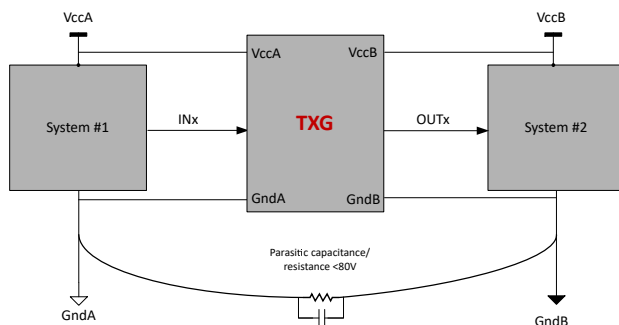 VccA
VccB
VccA
VccB
System #1
INx
TXG
OUTx
System #2
GndA
GndB
Parasitic capacitance/
resistance <80V
GndA
GndB